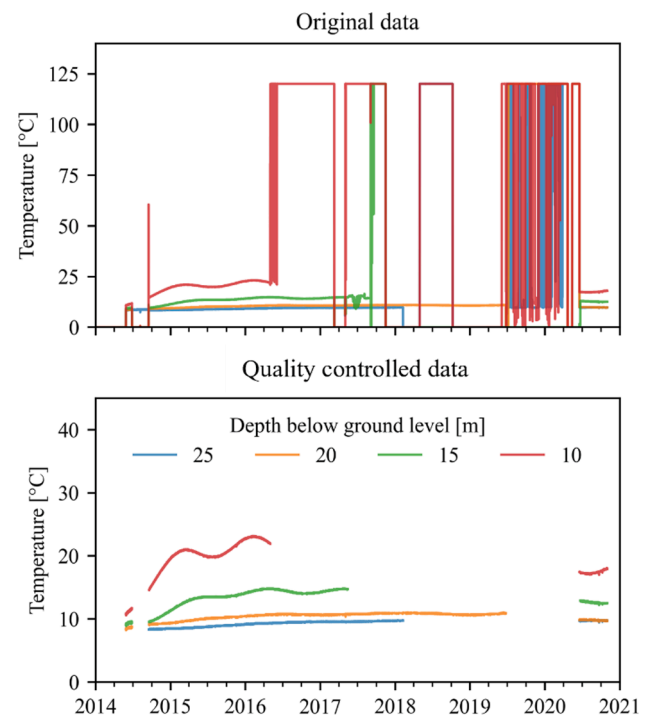 Original data
Temperature [°C]
125
100
75
50
25
0
Quality controlled data
Temperature [°C]
40
30
20
10
0
Depth below ground level [m]
25 20 15 10
2014 2015 2016 2017 2018 2019 2020 2021